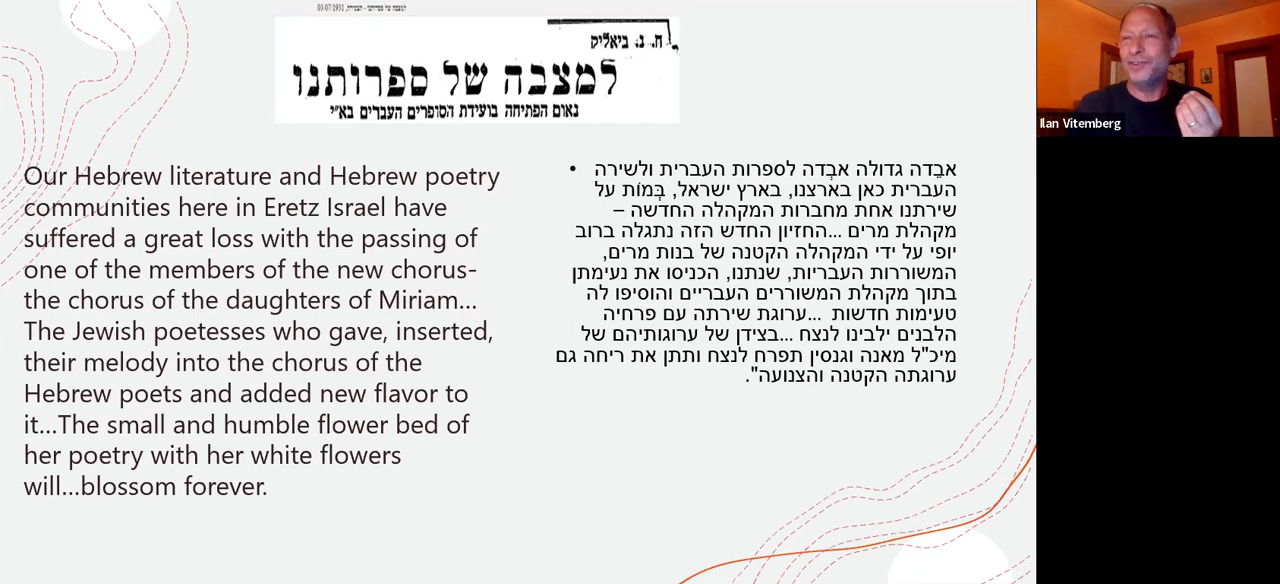 למצבה של ספרותנו - הצפירה, 03/07/1931
ח. נ. ביאליק
למצבה של ספרותנו
נאום הפתיחה בועידת הסופרים העברים בא"י
Our Hebrew literature and Hebrew poetry
communities here in Eretz Israel have
suffered a great loss with the passing of
one of the members of the new chorus-
the chorus of the daughters of Miriam...
The Jewish poetesses who gave, inserted,
their melody into the chorus of the
Hebrew poets and added new flavor to
it...The small and humble flower bed of
her poetry with her white flowers
will...blossom forever.
• אבֵדה גדולה אבְדה לספרות העברית ולשירה
העברית כאן בארצנו, בארץ ישראל, בְּמוֹת על
שירתנו אחת מחברות המקהלה החדשה –
מקהלת מרים ...החזיון החדש הזה נתגלה ברוב
יופי על ידי המקהלה הקטנה של בנות מרים,
המשוררות העבריות, שנתנו, הכניסו את נעימתן
בתוך מקהלת המשוררים העבריים והוסיפו לה
טעימות חדשות ...ערוגת שירתה עם פרחיה
הלבנים ילבינו לנצח ...בצידן של ערוגותיהם של
מיכ"ל מאנה וגנסין תפרח לנצח ותתן את ריחה גם
ערוגתה הקטנה והצנועה".
Ilan Vitemberg